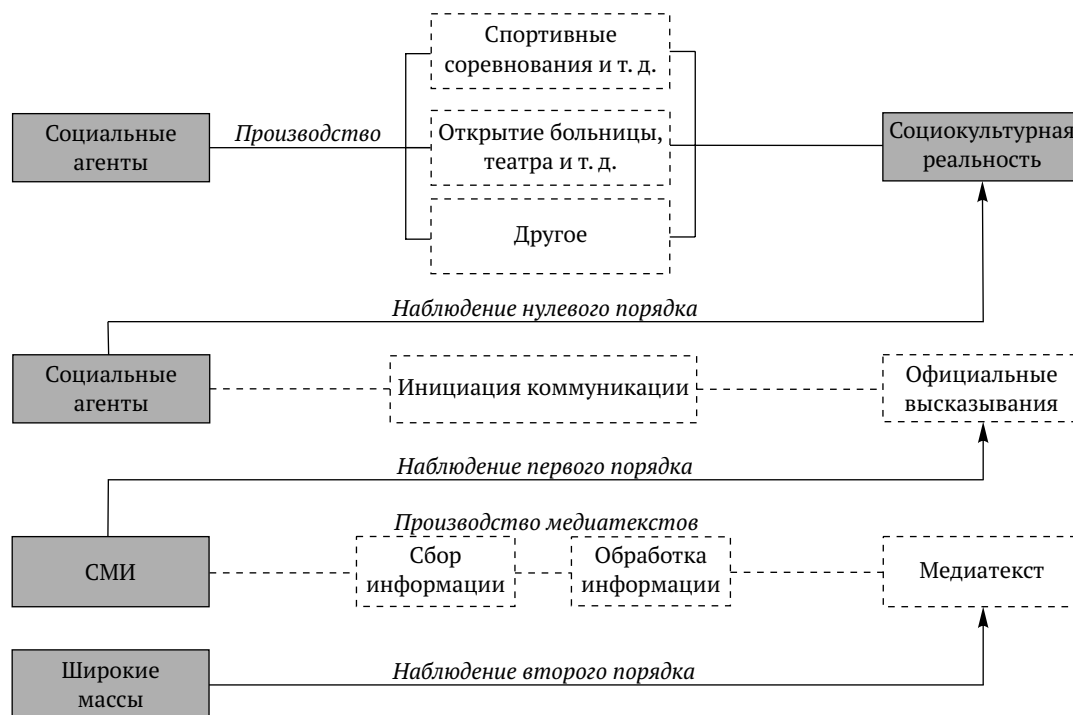 Спортивные
соревнования и т. д.
Социальные
агенты
Производство
Открытие больницы,
театра и т. д.
Социокультурная
реальность
Другое
Наблюдение нулевого порядка
Социальные
агенты
Инициация коммуникации
Официальные
высказывания
Наблюдение первого порядка
Производство медиатекстов
СМИ
Сбор
информации
Обработка
информации
Медиатекст
Широкие
массы
Наблюдение второго порядка